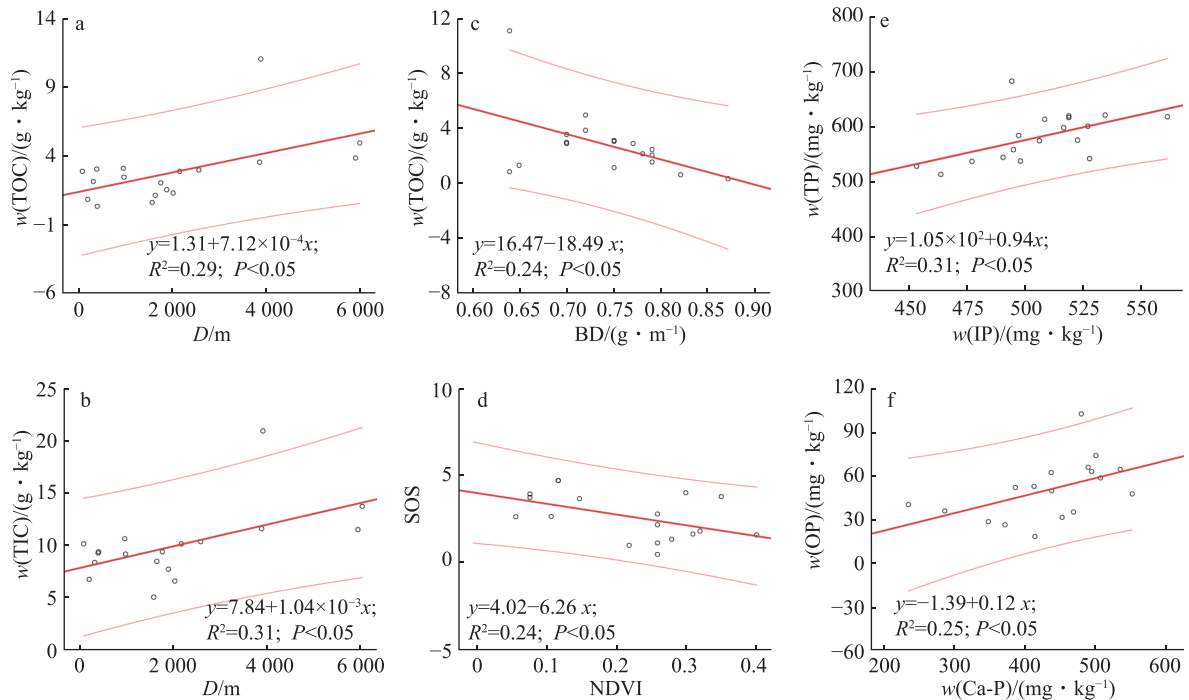 a
w(TOC)/(g・kg⁻¹)
14
9
4
−1
−6
y=1.31+7.12×10⁻⁴x;
R²=0.29; P<0.05
0
2 000
4 000
6 000
D/m
c
w(TOC)/(g・kg⁻¹)
12
8
4
0
−4
−8
y=16.47−18.49 x;
R²=0.24; P<0.05
0.60
0.65
0.70
0.75
0.80
0.85
0.90
BD/(g・m⁻¹)
e
w(TP)/(mg・kg⁻¹)
800
700
600
500
400
300
y=1.05×10²+0.94x;
R²=0.31; P<0.05
450
475
500
525
550
w(IP)/(mg・kg⁻¹)
b
w(TIC)/(g・kg⁻¹)
25
20
15
10
5
0
y=7.84+1.04×10⁻³x;
R²=0.31; P<0.05
0
2 000
4 000
6 000
D/m
d
SOS
10
5
0
−5
y=4.02−6.26 x;
R²=0.24; P<0.05
0
0.1
0.2
0.3
0.4
NDVI
f
w(OP)/(mg・kg⁻¹)
120
90
60
30
0
−30
−60
y=−1.39+0.12 x;
R²=0.25; P<0.05
200
300
400
500
600
w(Ca-P)/(mg・kg⁻¹)